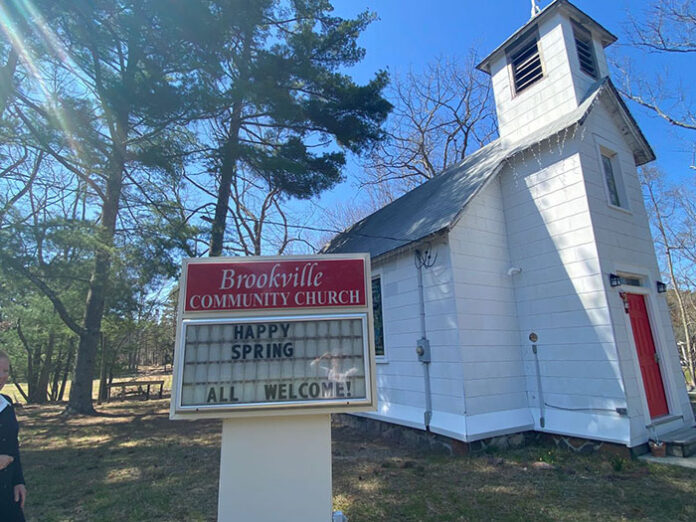 Brookville
COMMUNITY CHURCH
HAPPY
SPRING
ALL WELCOME!